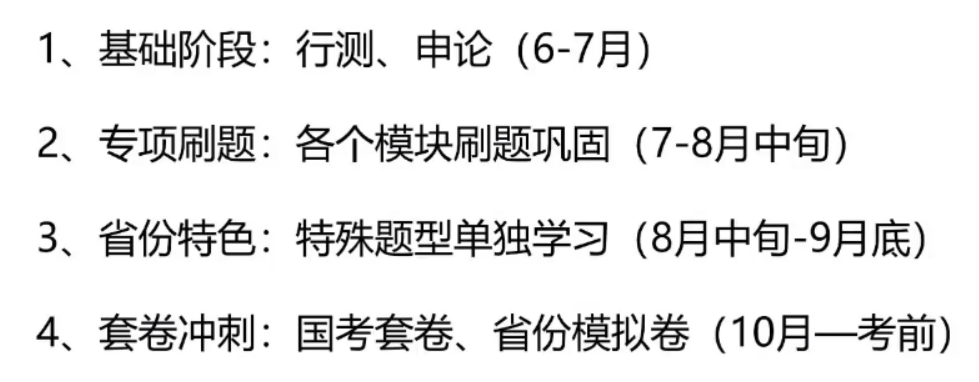 1、基础阶段：行测、申论（6-7月）
2、专项刷题：各个模块刷题巩固（7-8月中旬）
3、省份特色：特殊题型单独学习（8月中旬-9月底）
4、套卷冲刺：国考套卷、省份模拟卷（10月—考前）